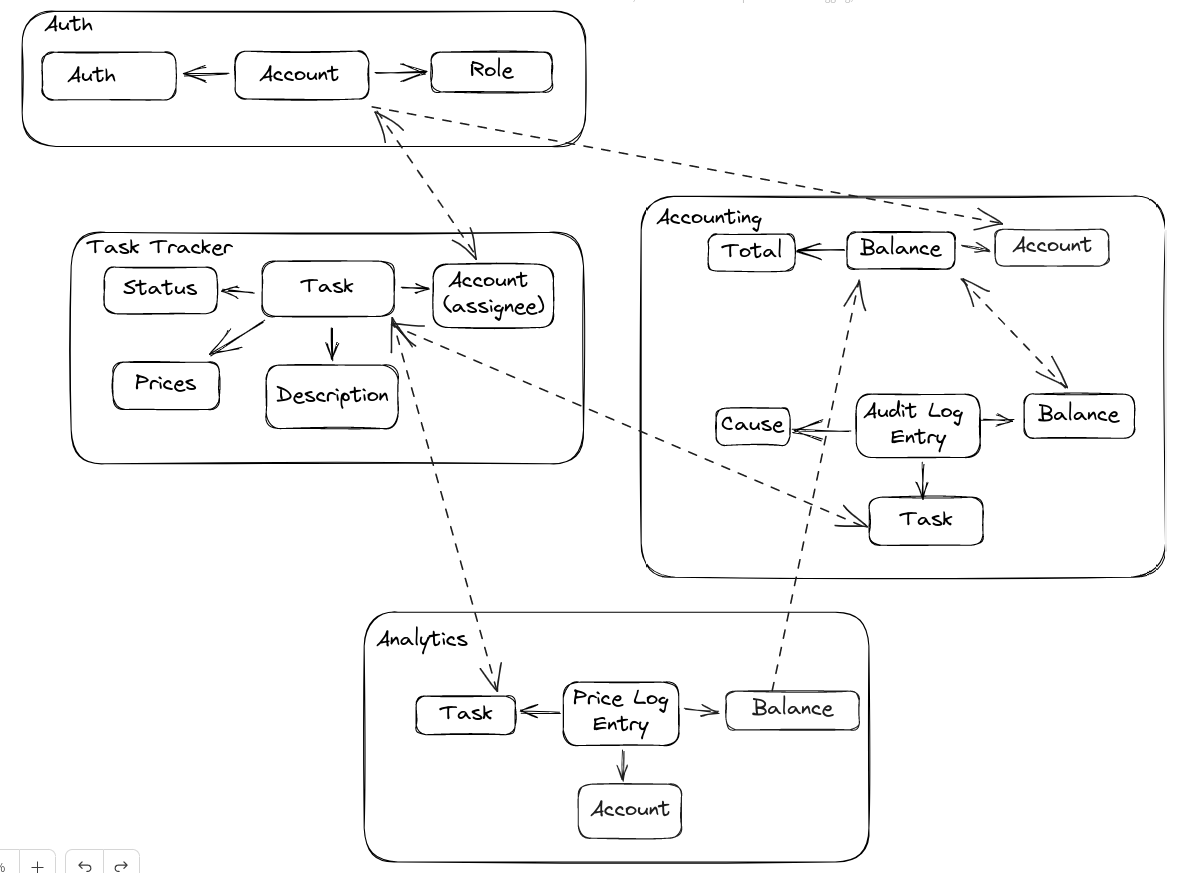 Auth
Auth
Account
Role
Task Tracker
Status
Task
Account
(assignee)
Prices
Description
Accounting
Total
Balance
Account
Cause
Audit Log
Entry
Balance
Task
Analytics
Task
Price Log
Entry
Balance
Account
%